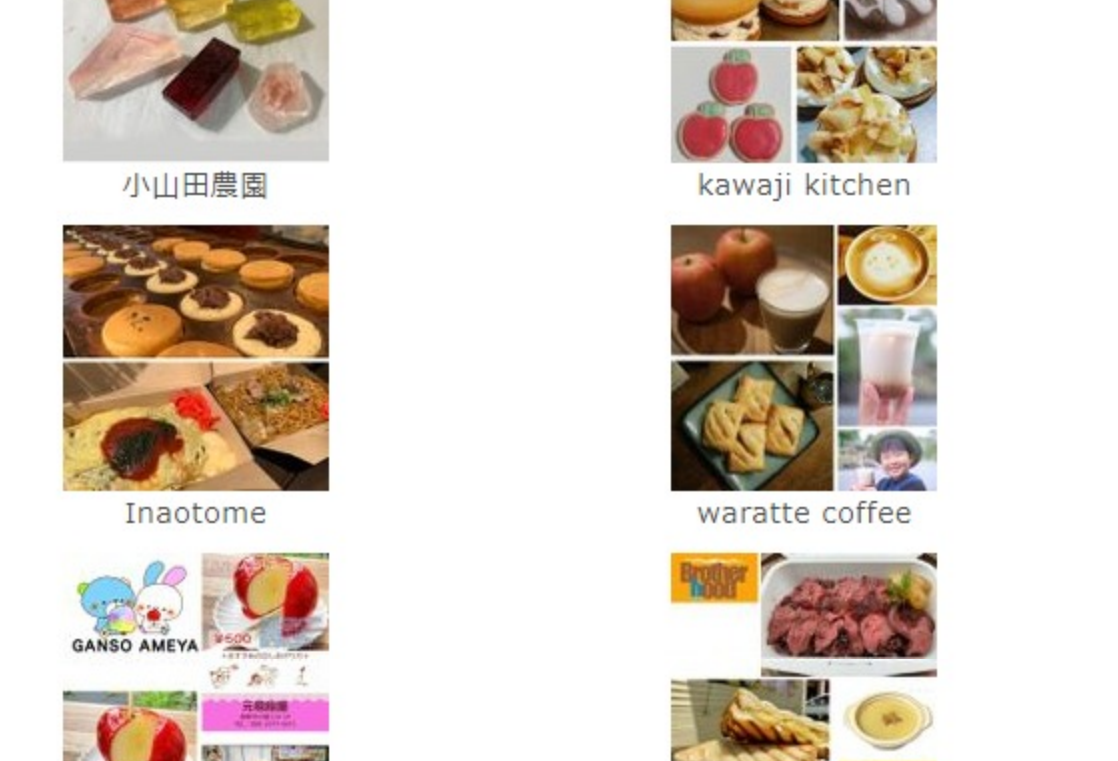 小山田農園
kawaji kitchen
Inaotome
waratte coffee
GANSO AMEYA
¥500
Brother
hood